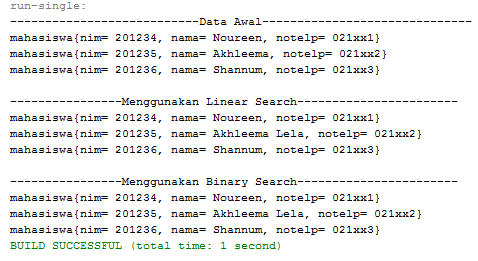 run-single:
---------------------------Data Awal------------------------------
mahasiswa{nim= 201234, nama= Noureen, notelp= 021xx1}
mahasiswa{nim= 201235, nama= Akhleema, notelp= 021xx2}
mahasiswa{nim= 201236, nama= Shannum, notelp= 021xx3}
----------------Menggunakan Linear Search-----------------------
mahasiswa{nim= 201234, nama= Noureen, notelp= 021xx1}
mahasiswa{nim= 201235, nama= Akhleema Lela, notelp= 021xx2}
mahasiswa{nim= 201236, nama= Shannum, notelp= 021xx3}
----------------Menggunakan Binary Search-----------------------
mahasiswa{nim= 201234, nama= Noureen, notelp= 021xx1}
mahasiswa{nim= 201235, nama= Akhleema Lela, notelp= 021xx2}
mahasiswa{nim= 201236, nama= Shannum, notelp= 021xx3}
BUILD SUCCESSFUL (total time: 1 second)